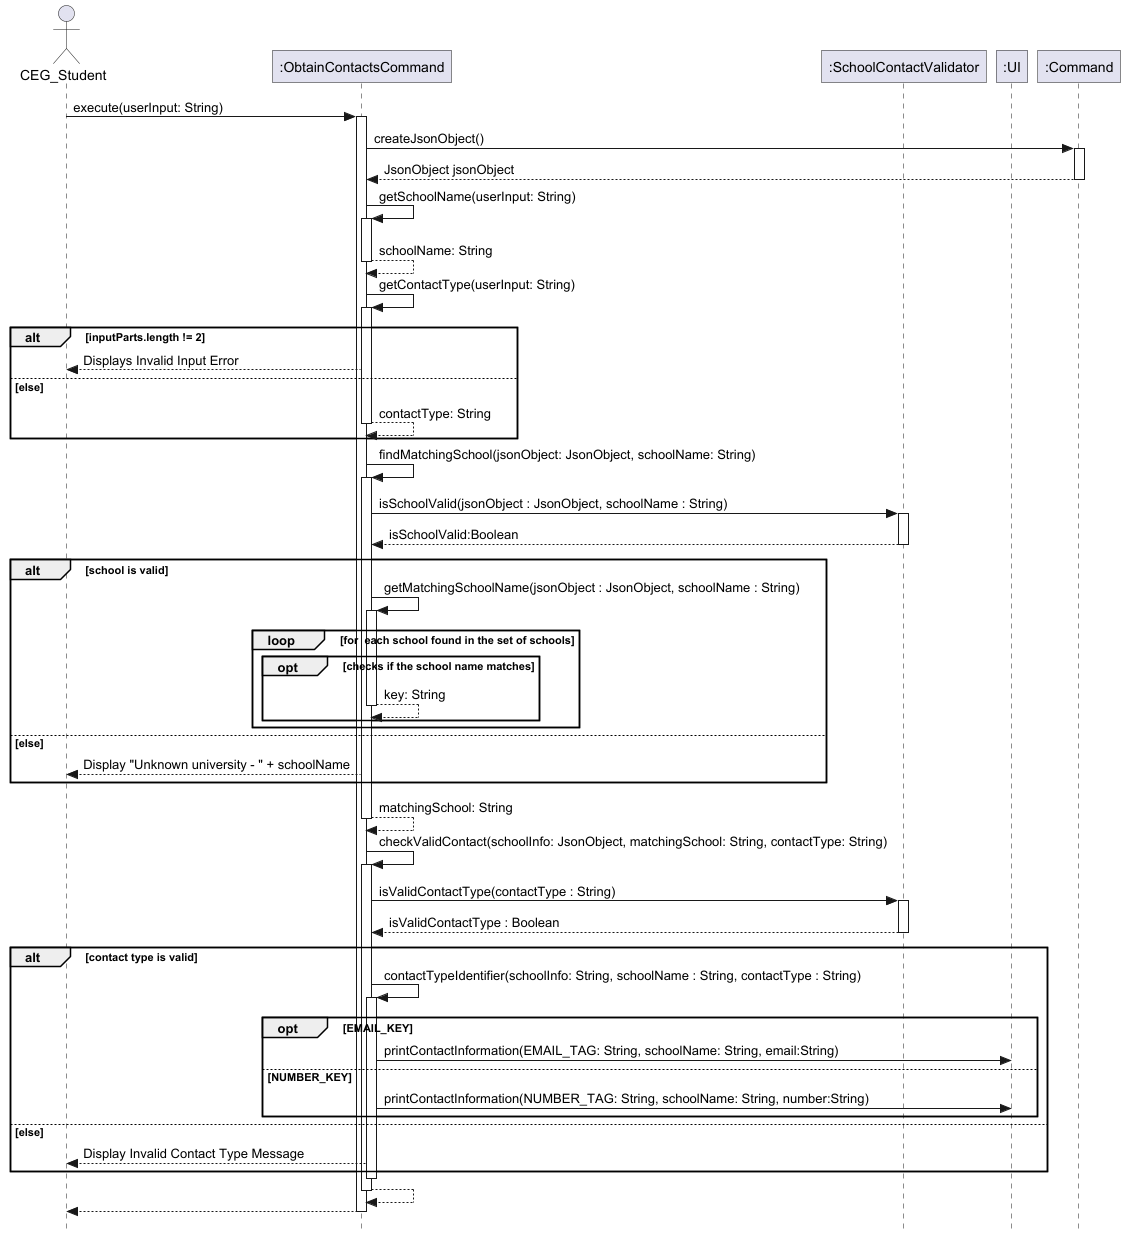 CEG_Student
:ObtainContactsCommand
:SchoolContactValidator
:UI
:Command
execute(userInput: String)
createJsonObject()
JsonObject jsonObject
getSchoolName(userInput: String)
schoolName: String
getContactType(userInput: String)
alt
[inputParts.length != 2]
Displays Invalid Input Error
[else]
contactType: String
findMatchingSchool(jsonObject: JsonObject, schoolName: String)
isSchoolValid(jsonObject : JsonObject, schoolName : String)
isSchoolValid:Boolean
alt
[school is valid]
getMatchingSchoolName(jsonObject : JsonObject, schoolName : String)
loop
[for each school found in the set of schools]
opt
[checks if the school name matches]
key: String
[else]
Display "Unknown university - " + schoolName
matchingSchool: String
checkValidContact(schoolInfo: JsonObject, matchingSchool: String, contactType: String)
isValidContactType(contactType : String)
isValidContactType : Boolean
alt
[contact type is valid]
contactTypeIdentifier(schoolInfo: String, schoolName : String, contactType : String)
opt
[EMAIL_KEY]
printContactInformation(EMAIL_TAG: String, schoolName: String, email:String)
[NUMBER_KEY]
printContactInformation(NUMBER_TAG: String, schoolName: String, number:String)
[else]
Display Invalid Contact Type Message